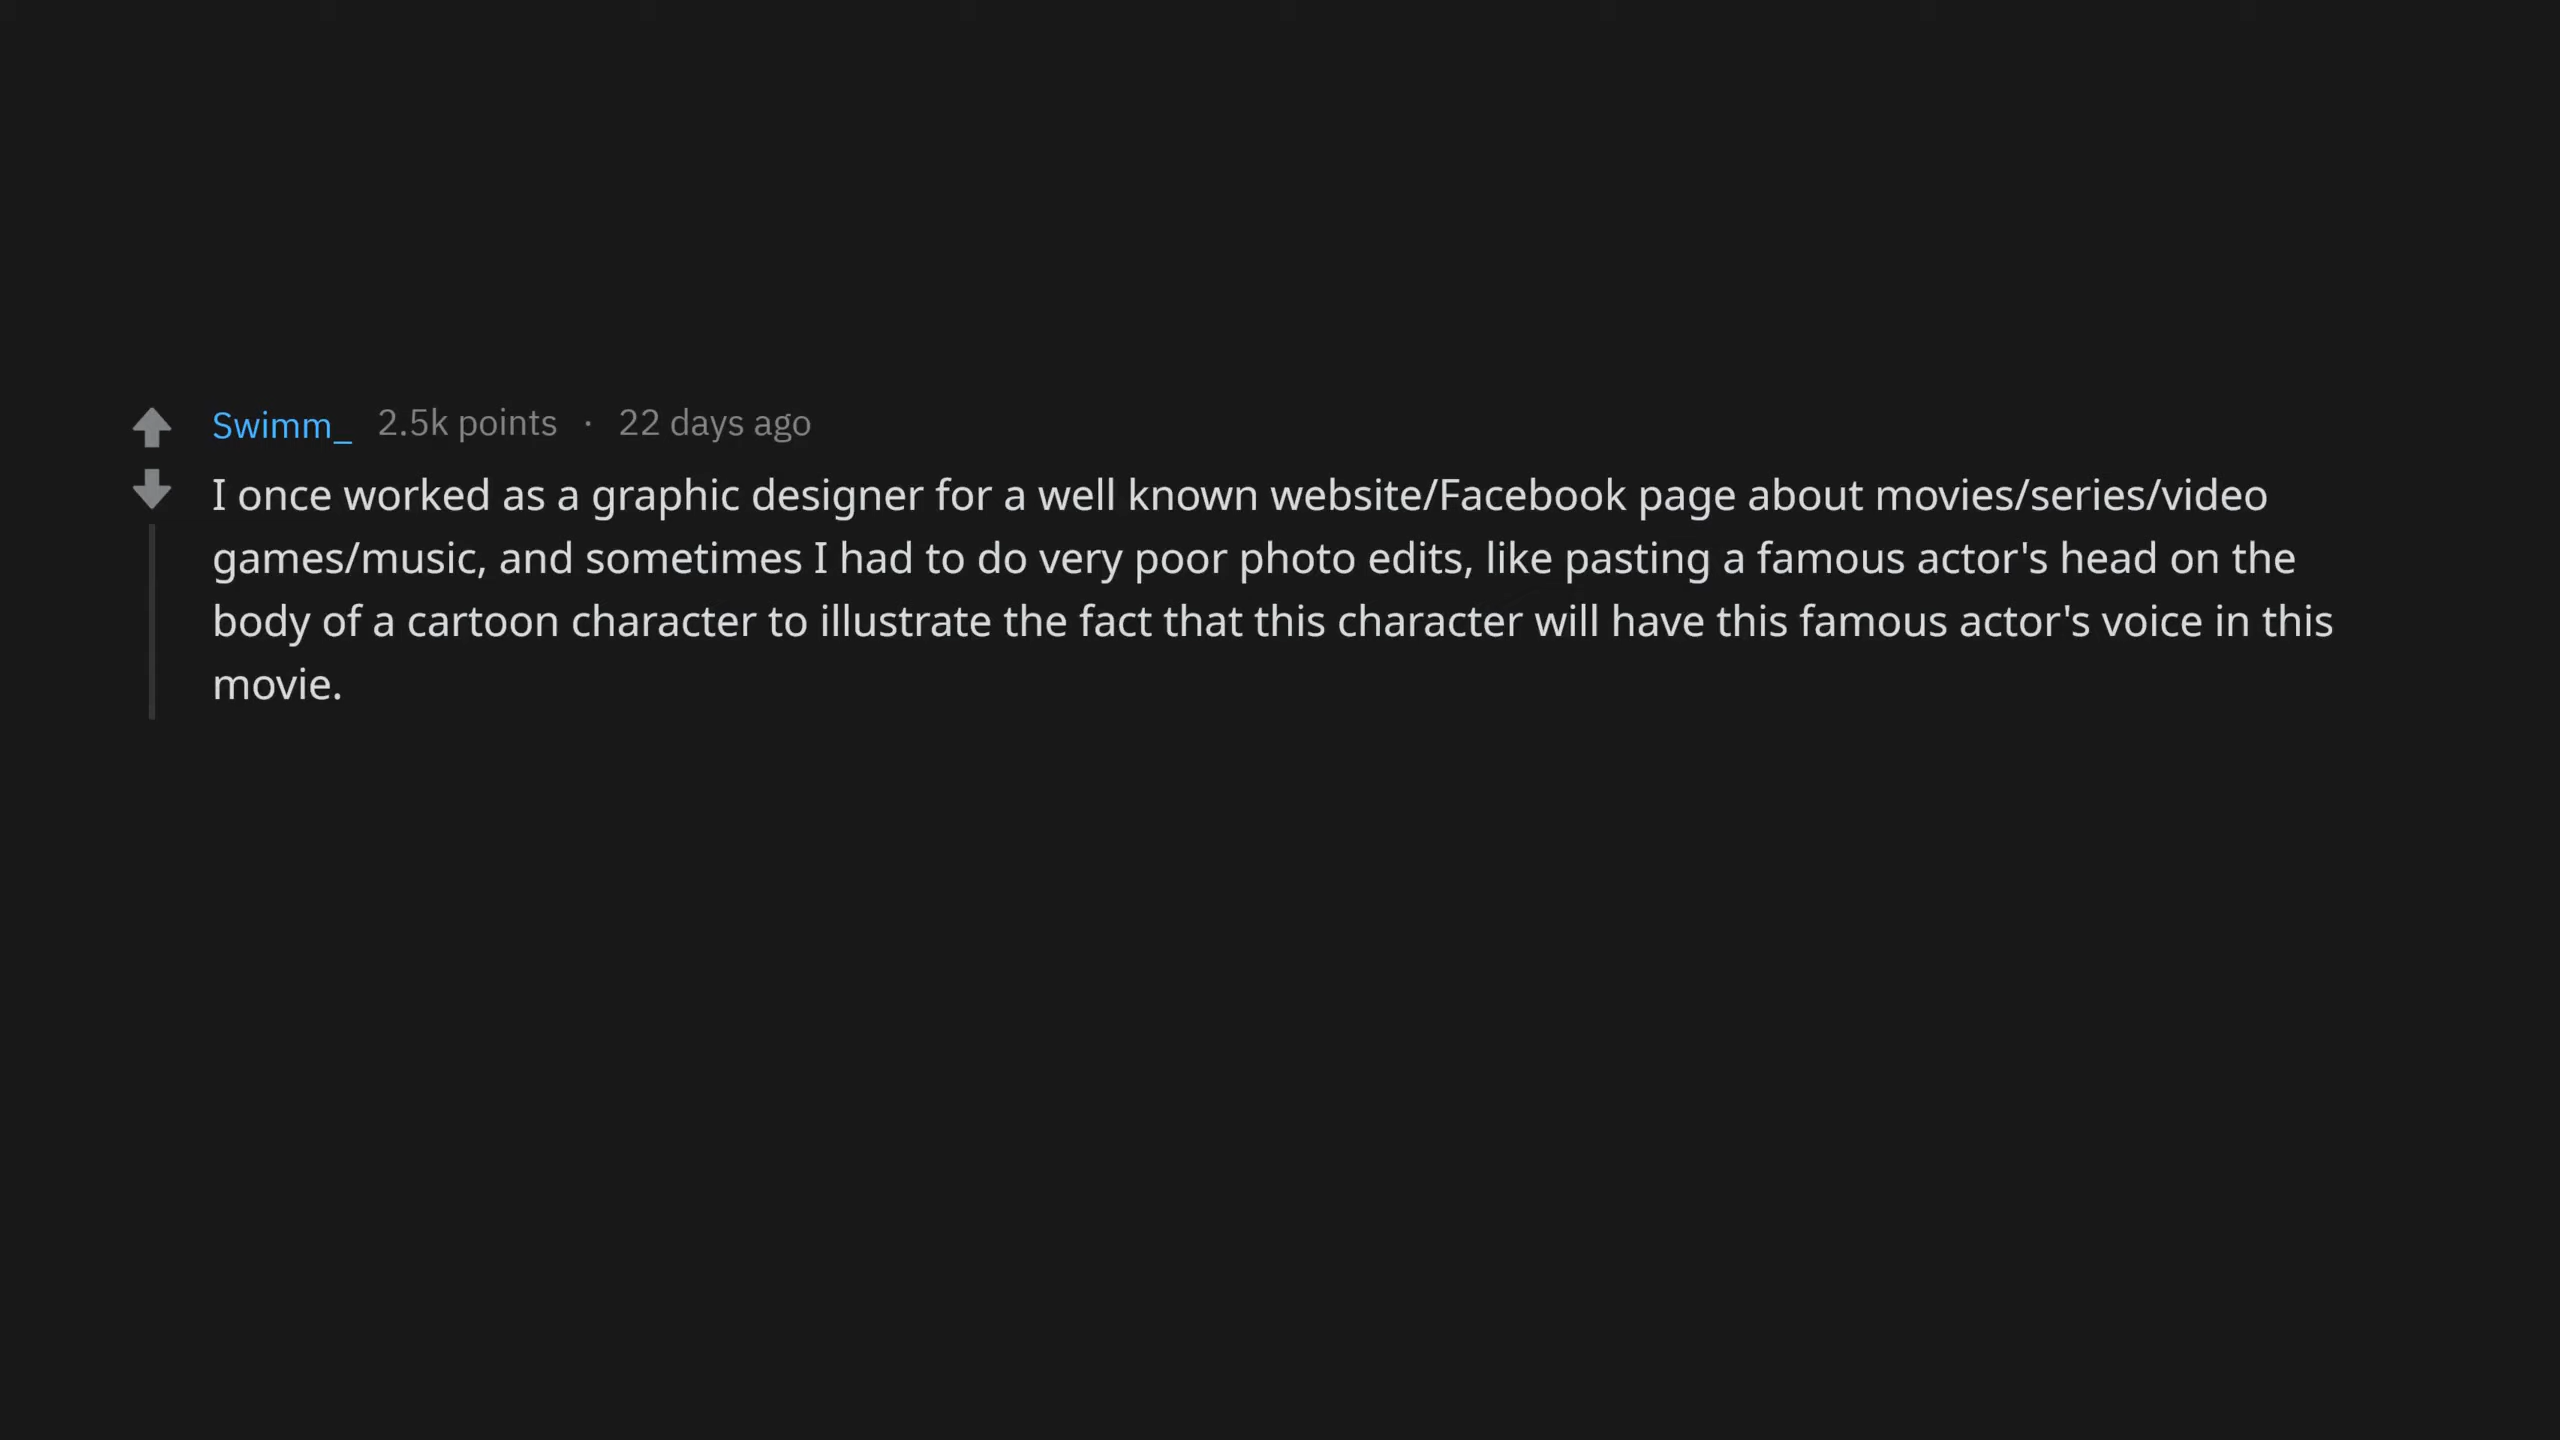 Swimm_ 2.5k points · 22 days ago
I once worked as a graphic designer for a well known website/Facebook page about movies/series/video
games/music, and sometimes I had to do very poor photo edits, like pasting a famous actor's head on the
body of a cartoon character to illustrate the fact that this character will have this famous actor's voice in this
movie.